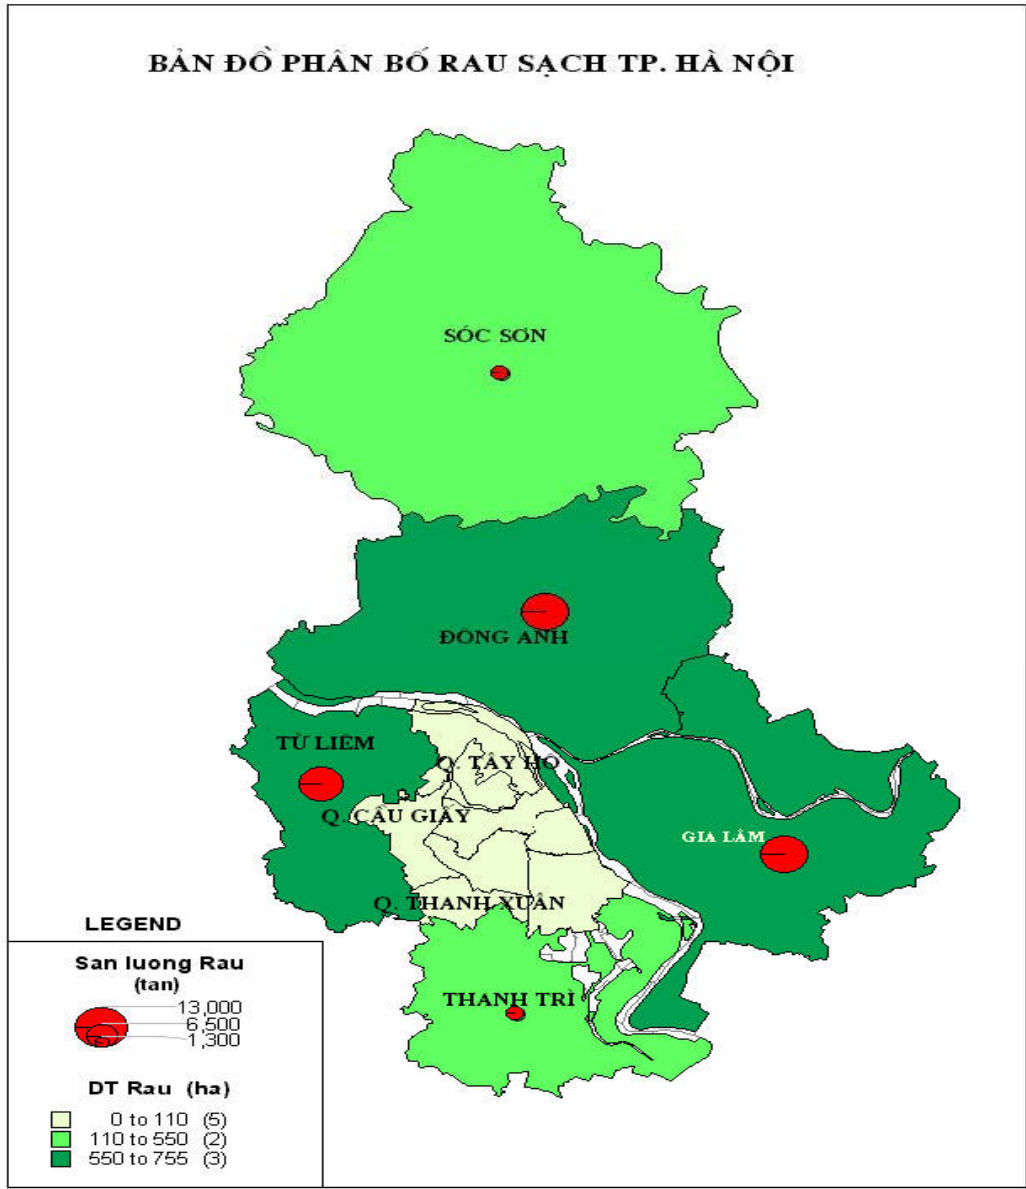 BẢN ĐỒ PHÂN BỐ RAU SẠCH TP. HÀ NỘI
SÓC SƠN
ĐÔNG ANH
TỪ LIÊM
Q. TÂY HỒ
Q. CẦU GIẤY
GIA LÂM
Q. THANH XUÂN
THANH TRÌ
LEGEND
San luong Rau
(tan)
13,000
6,500
1,300
DT Rau (ha)
0 to 110 (5)
110 to 550 (2)
550 to 755 (3)